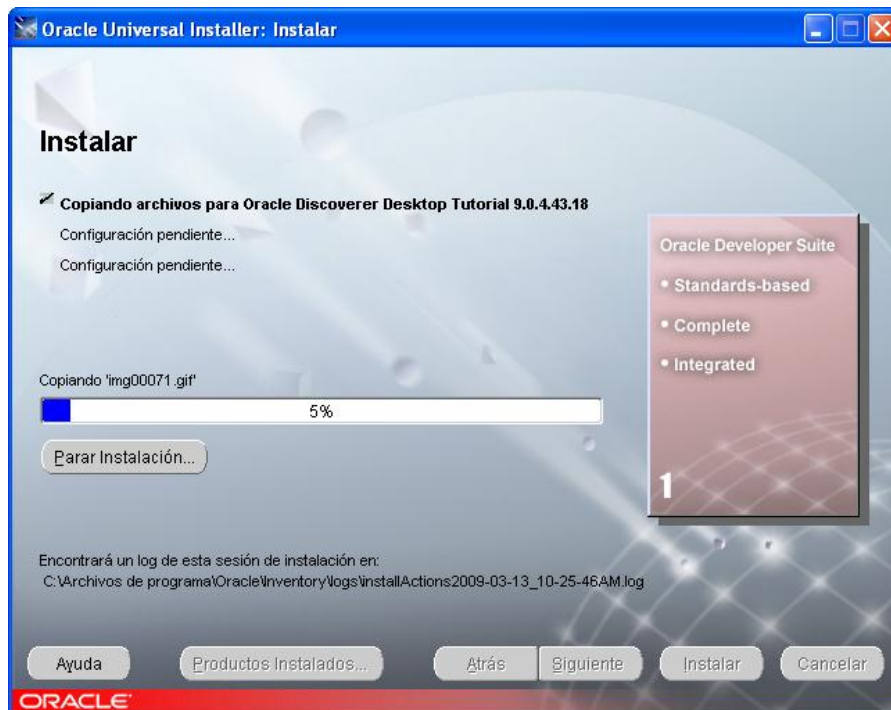 Oracle Universal Installer: Instalar
Instalar
Copiando archivos para Oracle Discoverer Desktop Tutorial 9.0.4.43.18
Configuración pendiente...
Configuración pendiente...
Oracle Developer Suite
• Standards-based
• Complete
• Integrated
1
Copiando 'img00071.gif'
5%
Parar Instalación...
Encontrará un log de esta sesión de instalación en:
C:\Archivos de programa\Oracle\Inventory\logs\installActions2009-03-13_10-25-46AM.log
Ayuda
Productos Instalados...
Atrás
Siguiente
Instalar
Cancelar
ORACLE